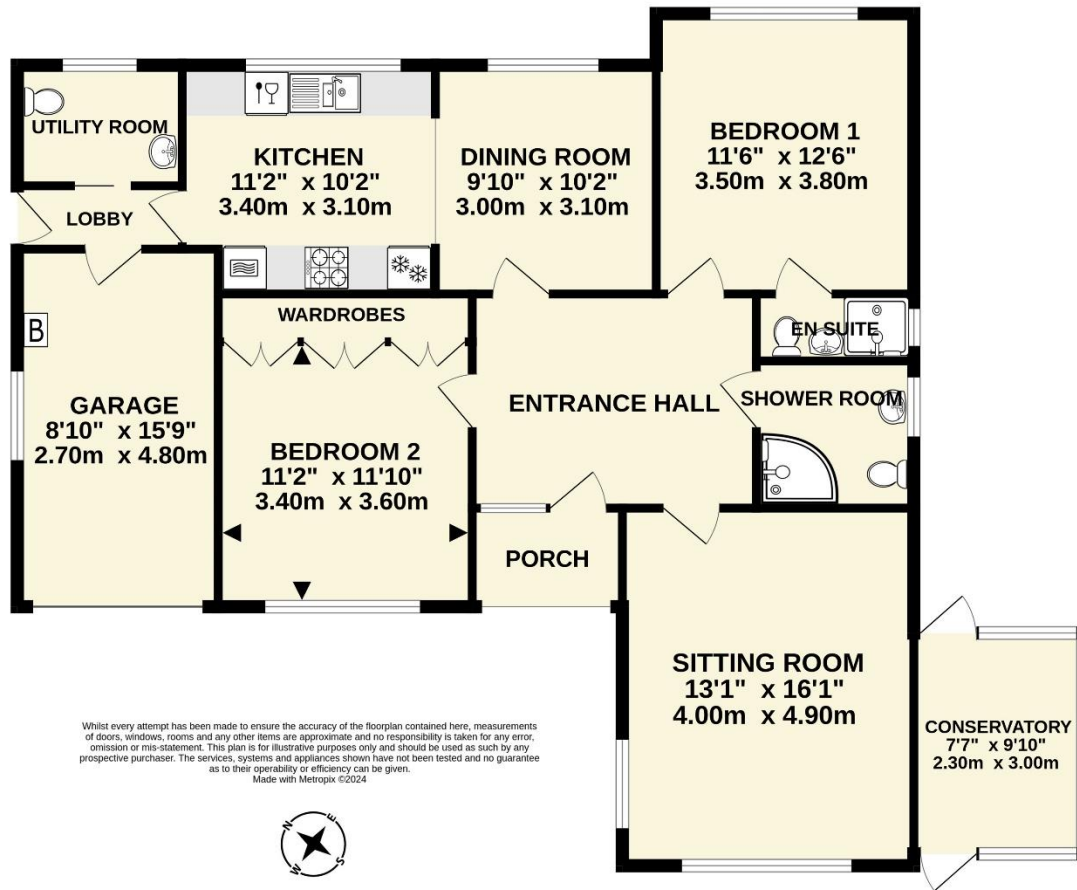 BEDROOM 1
11'6" x 12'6"
3.50m x 3.80m
UTILITY ROOM
KITCHEN
11'2" x 10'2"
3.40m x 3.10m
DINING ROOM
9'10" x 10'2"
3.00m x 3.10m
LOBBY
WARDROBES
EN SUITE
B
GARAGE
8'10" x 15'9"
2.70m x 4.80m
BEDROOM 2
11'2" x 11'10"
3.40m x 3.60m
ENTRANCE HALL
SHOWER ROOM
PORCH
SITTING ROOM
13'1" x 16'1"
4.00m x 4.90m
CONSERVATORY
7'7" x 9'10"
2.30m x 3.00m
Whilst every attempt has been made to ensure the accuracy of the floorplan contained here, measurements
of doors, windows, rooms and any other items are approximate and no responsibility is taken for any error,
omission or mis-statement. This plan is for illustrative purposes only and should be used as such by any
prospective purchaser. The services, systems and appliances shown have not been tested and no guarantee
as to their operability or efficiency can be given.
Made with Metropix ©2024
N
E
W
S